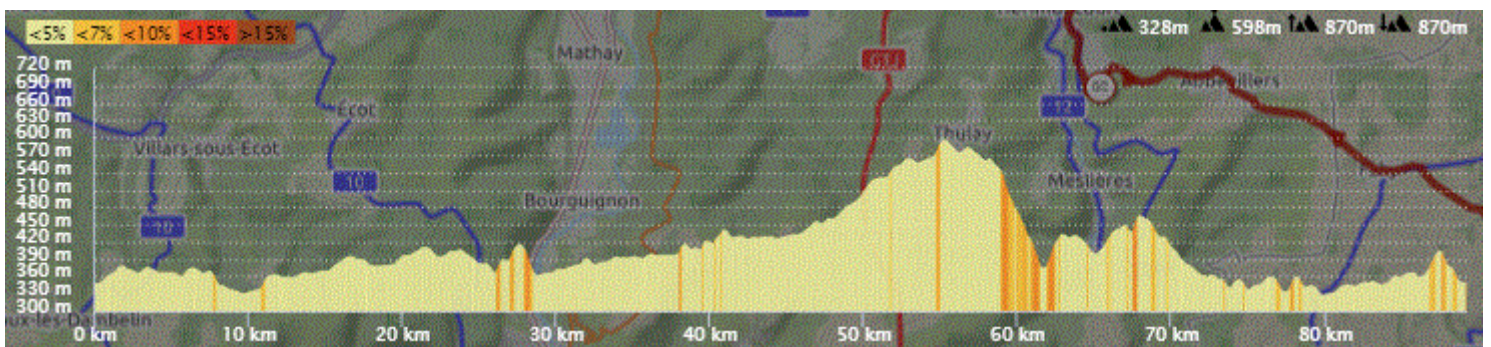 <5% <7% <10% <15% >15%
328m 598m 870m 870m
Mathay
Écot
Villars-sous-Écot
Thulay
Meslières
Bourguignon
10
720 m
690 m
660 m
630 m
600 m
570 m
540 m
510 m
480 m
450 m
420 m
390 m
360 m
330 m
300 m
0 km 10 km 20 km 30 km 40 km 50 km 60 km 70 km 80 km